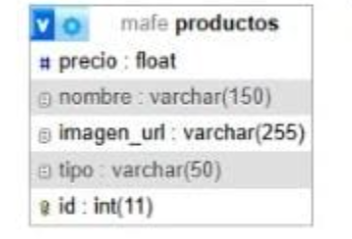 mafe productos
precio : float
nombre : varchar(150)
imagen_url : varchar(255)
tipo : varchar(50)
id : int(11)